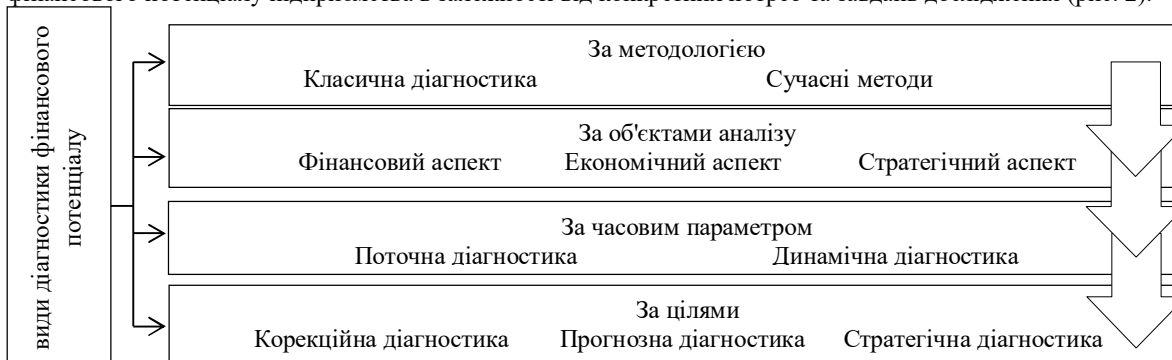 фінансового потенціалу підприємства в залежності від конкретних потреб та завдань дослідження (рис. 2).
види діагностики фінансового
потенціалу
За методологією
Класична діагностика Сучасні методи
За об'єктами аналізу
Фінансовий аспект Економічний аспект Стратегічний аспект
За часовим параметром
Поточна діагностика Динамічна діагностика
За цілями
Корекційна діагностика Прогнозна діагностика Стратегічна діагностика